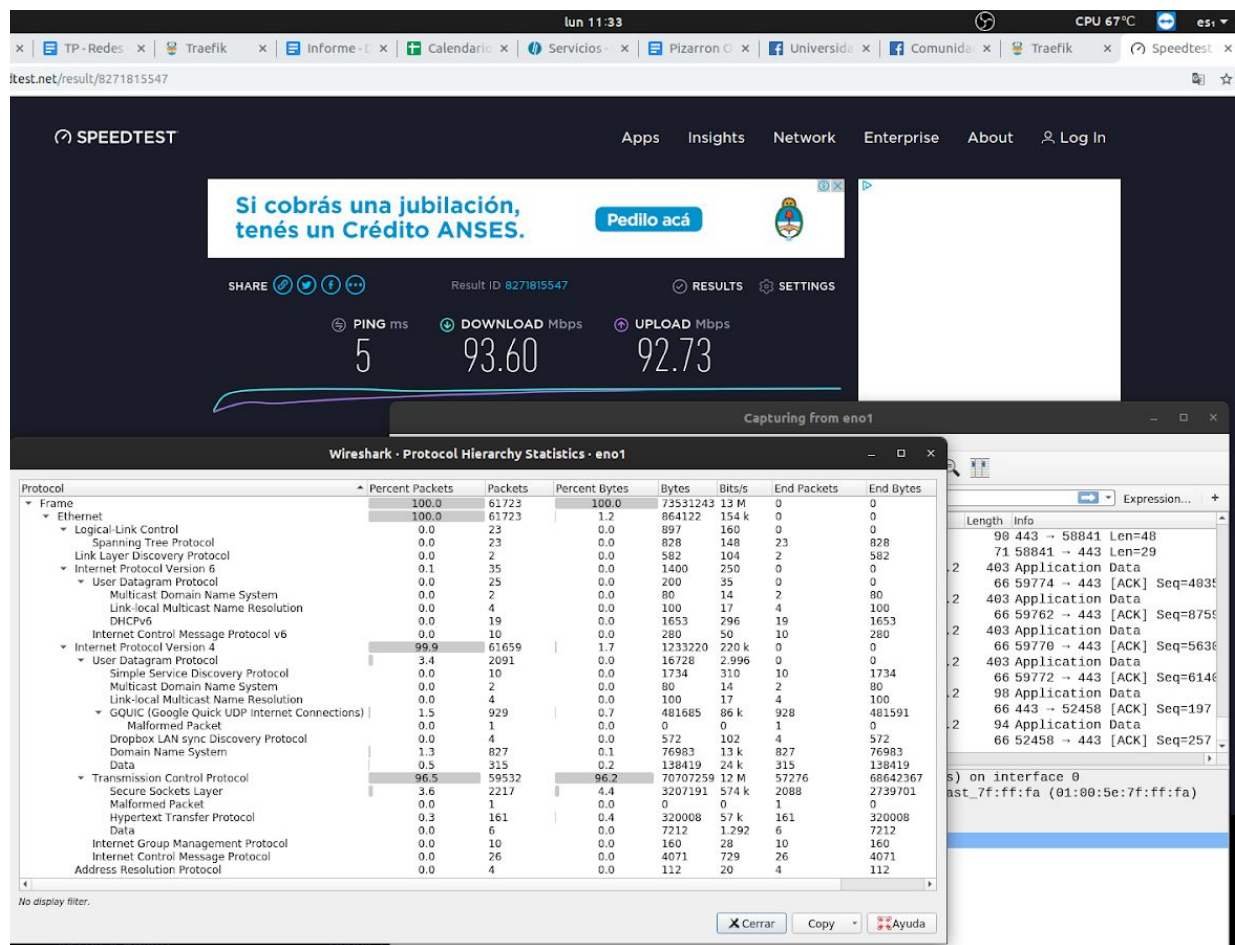 lun 11:33
CPU 67°C
es₁
TP-Redes
Traefik
Informe-D
Calendario
Servicios -
Pizarron O
Universida
Comunida
Traefik
Speedtest
test.net/result/8271815547
SPEEDTEST
Apps Insights Network Enterprise About Log In
Si cobrás una jubilación,
tenés un Crédito ANSES.
Pedilo acá
SHARE
Result ID 8271815547
RESULTS
SETTINGS
PING ms DOWNLOAD Mbps UPLOAD Mbps
5 93.60 92.73
Capturing from eno1
Wireshark · Protocol Hierarchy Statistics · eno1
Protocol Percent Packets Packets Percent Bytes Bytes Bits/s End Packets End Bytes
Frame 100.0 61723 100.0 73531243 13 M 0 0
Ethernet 100.0 61723 1.2 864122 154 k 0 0
Logical-Link Control 0.0 23 0.0 897 160 0 0
Spanning Tree Protocol 0.0 23 0.0 828 148 23 828
Link Layer Discovery Protocol 0.0 2 0.0 582 104 2 582
Internet Protocol Version 6 0.1 35 0.0 1400 250 0 0
User Datagram Protocol 0.0 25 0.0 200 35 0 0
Multicast Domain Name System 0.0 2 0.0 80 14 2 80
Link-local Multicast Name Resolution 0.0 4 0.0 100 17 4 100
DHCPv6 0.0 19 0.0 1653 296 19 1653
Internet Control Message Protocol v6 0.0 10 0.0 280 50 10 280
Internet Protocol Version 4 99.9 61659 1.7 1233220 220 k 0 0
User Datagram Protocol 3.4 2091 0.0 16728 2.996 0 0
Simple Service Discovery Protocol 0.0 10 0.0 1734 310 10 1734
Multicast Domain Name System 0.0 2 0.0 80 14 2 80
Link-local Multicast Name Resolution 0.0 4 0.0 100 17 4 100
GQUIC (Google Quick UDP Internet Connections) 1.5 929 0.7 481685 86 k 928 481591
Malformed Packet 0.0 1 0.0 0 0 1 0
Dropbox LAN sync Discovery Protocol 0.0 4 0.0 572 102 4 572
Domain Name System 1.3 827 0.1 76983 13 k 827 76983
Data 0.5 315 0.2 138419 24 k 315 138419
Transmission Control Protocol 96.5 59532 96.2 70707259 12 M 57276 68642367
Secure Sockets Layer 3.6 2217 4.4 3207191 574 k 2088 2739701
Malformed Packet 0.0 1 0.0 0 0 1 0
Hypertext Transfer Protocol 0.3 161 0.4 320008 57 k 161 320008
Data 0.0 6 0.0 7212 1.292 6 7212
Internet Group Management Protocol 0.0 10 0.0 160 28 10 160
Internet Control Message Protocol 0.0 26 0.0 4071 729 26 4071
Address Resolution Protocol 0.0 4 0.0 112 20 4 112
No display filter.
Cerrar
Copy
Ayuda
Expression... +
Length Info
90 443 → 58841 Len=48
71 58841 → 443 Len=29
.2 403 Application Data
66 59774 → 443 [ACK] Seq=4035
.2 403 Application Data
66 59762 → 443 [ACK] Seq=8759
.2 403 Application Data
66 59770 → 443 [ACK] Seq=5630
.2 403 Application Data
66 59772 → 443 [ACK] Seq=6140
.2 98 Application Data
66 443 → 52458 [ACK] Seq=197
.2 94 Application Data
66 52458 → 443 [ACK] Seq=257
s) on interface 0
ast_7f:ff:fa (01:00:5e:7f:ff:fa)